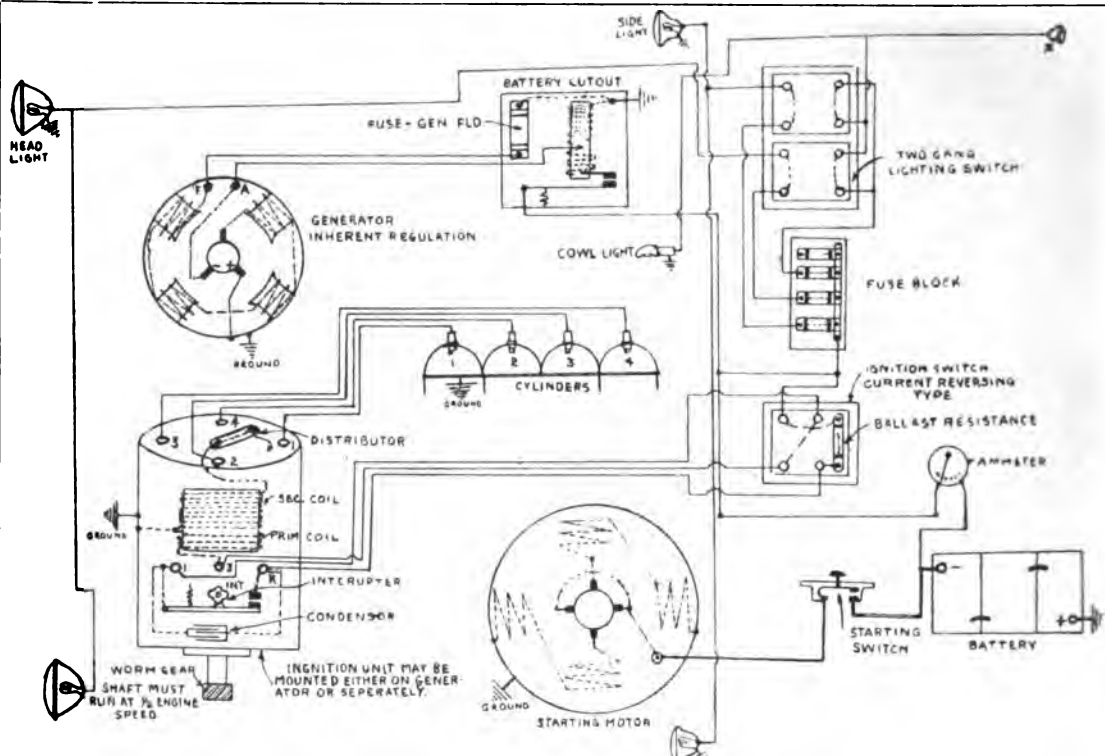 SIDE
LIGHT
BATTERY CUTOUT
FUSE-GEN FLD.
HEAD
LIGHT
F
A
TWO GANG
LIGHTING SWITCH
GENERATOR
INHERENT REGULATION
COWL LIGHT
FUSE BLOCK
GROUND
1
2
3
4
CYLINDERS
GROUND
IGNITION SWITCH
CURRENT REVERSING
TYPE
BALLAST RESISTANCE
4
3
1
DISTRIBUTOR
2
AMMETER
SEC COIL
GROUND
PRIM COIL
1
3
R
INT
INTERUPTER
CONDENSOR
-
+
STARTING
SWITCH
BATTERY
WORM GEAR
SHAFT MUST
RUN AT ½ ENGINE
SPEED
INGNITION UNIT MAY BE
MOUNTED EITHER ON GENER-
ATOR OR SEPERATELY.
GROUND
STARTING MOTOR